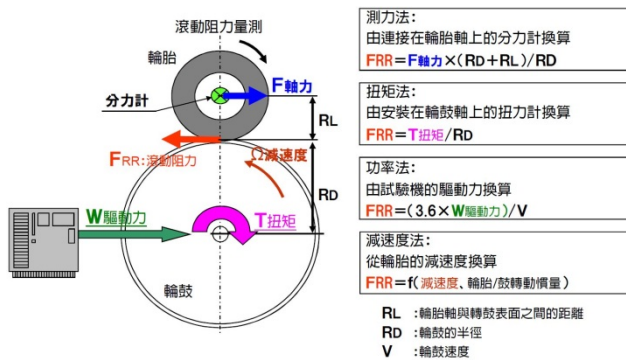 滾動阻力量測
輪胎
分力計
F軸力
RL
FRR:滾動阻力
Ω减速度
RD
W驅動力
T扭矩
輪鼓
測力法:
由連接在輪胎軸上的分力計換算
FRR=F軸力×(RD+RL)/RD
扭矩法:
由安裝在輪鼓軸上的扭力計換算
FRR=T扭矩/RD
功率法:
由試驗機的驅動力換算
FRR=(3.6×W驅動力)/V
减速度法:
從輪胎的减速度換算
FRR=f(减速度、輪胎/鼓轉動慣量)
RL :輪胎軸與轉鼓表面之間的距離
RD :輪鼓的半徑
V :輪鼓速度